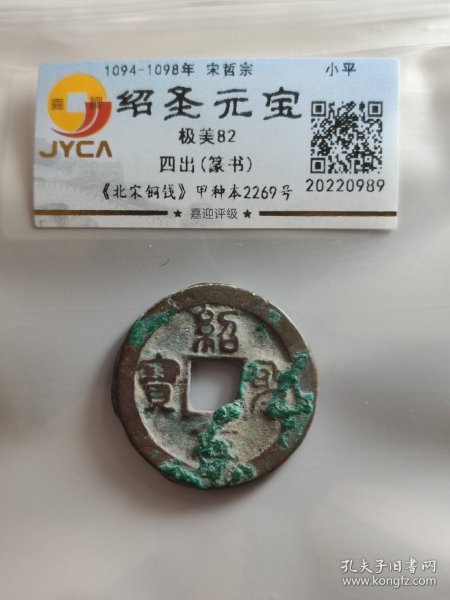 1094-1098年 宋哲宗 小平
嘉 迎
绍圣元宝
JYCA
极美82
四出(篆书)
《北宋铜钱》甲种本2269号
20220989
★ 嘉迎评级 ★
紹
寶
孔夫子旧书网
www.kongfz.com